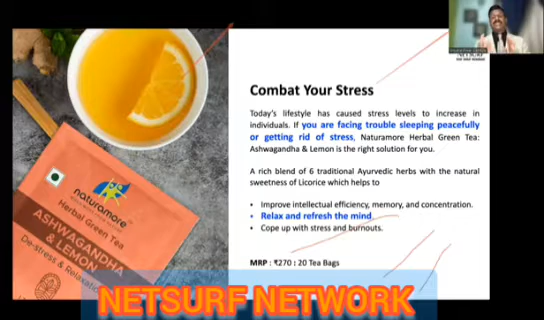 Combat Your Stress
Today's lifestyle has caused stress levels to increase in
individuals. If you are facing trouble sleeping peacefully
or getting rid of stress, Naturamore Herbal Green Tea:
Ashwagandha & Lemon is the right solution for you.
A rich blend of 6 traditional Ayurvedic herbs with the natural
sweetness of Licorice which helps to
• Improve intellectual efficiency, memory, and concentration.
• Relax and refresh the mind
• Cope up with stress and burnouts.
MRP : ₹270 : 20 Tea Bags
naturamore
Herbal Green Tea
ASHWAGANDHA
& LEMON
De-stress & Relaxation
NETSURF NETWORK